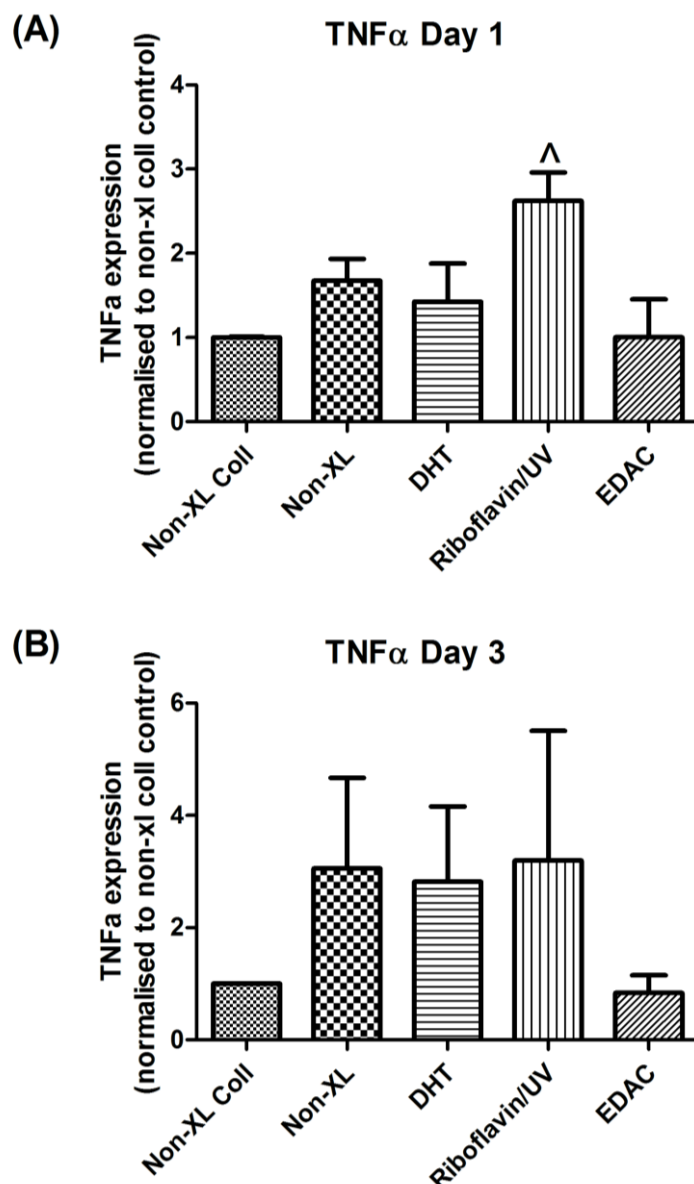 (A)
TNFα Day 1
TNFa expression
(normalised to non-xl coll control)
4
3
2
1
0
^
Non-XL Coll
Non-XL
DHT
Riboflavin/UV
EDAC
(B)
TNFα Day 3
TNFa expression
(normalised to non-xl coll control)
6
4
2
0
Non-XL Coll
Non-XL
DHT
Riboflavin/UV
EDAC